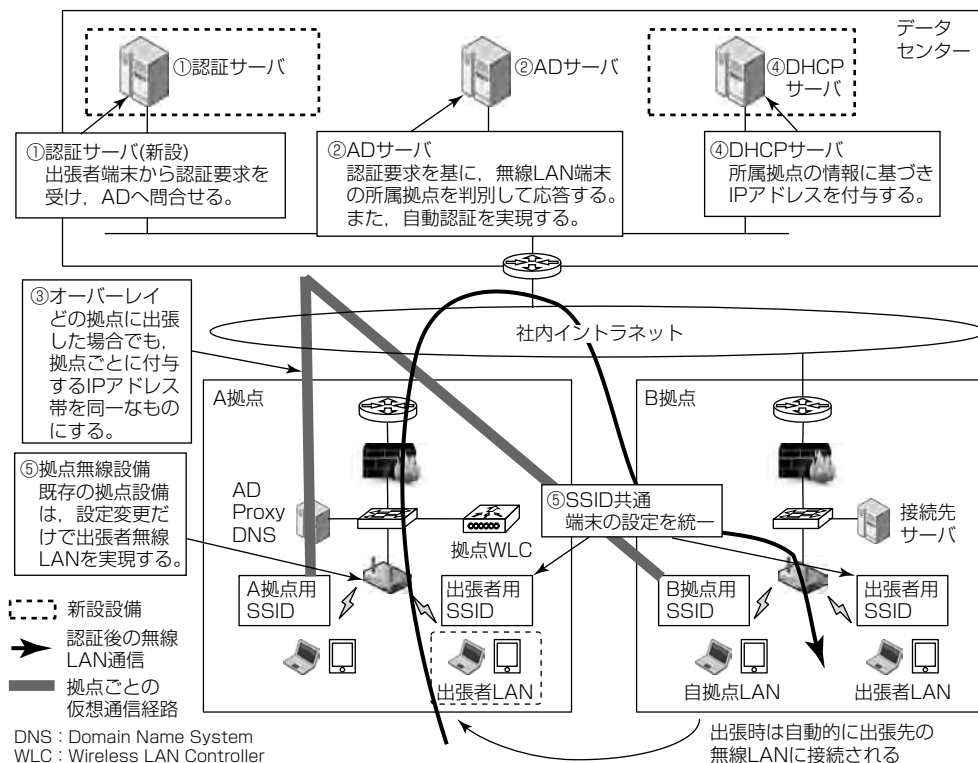 データ
センター
①認証サーバ
②ADサーバ
④DHCP
サーバ
①認証サーバ(新設)
出張者端末から認証要求を
受け，ADへ問合せる。
②ADサーバ
認証要求を基に，無線LAN端末
の所属拠点を判別して応答する。
また，自動認証を実現する。
④DHCPサーバ
所属拠点の情報に基づき
IPアドレスを付与する。
③オーバーレイ
どの拠点に出張
した場合でも，
拠点ごとに付与
するIPアドレス
帯を同一なもの
にする。
社内イントラネット
A拠点
B拠点
⑤拠点無線設備
既存の拠点設備
は，設定変更だ
けで出張者無線
LANを実現する。
AD
Proxy
DNS
拠点WLC
⑤SSID共通
端末の設定を統一
接続先
サーバ
A拠点用
SSID
出張者用
SSID
B拠点用
SSID
出張者用
SSID
新設設備
認証後の無線
LAN通信
拠点ごとの
仮想通信経路
出張者LAN
自拠点LAN
出張者LAN
DNS：Domain Name System
WLC：Wireless LAN Controller
出張時は自動的に出張先の
無線LANに接続される